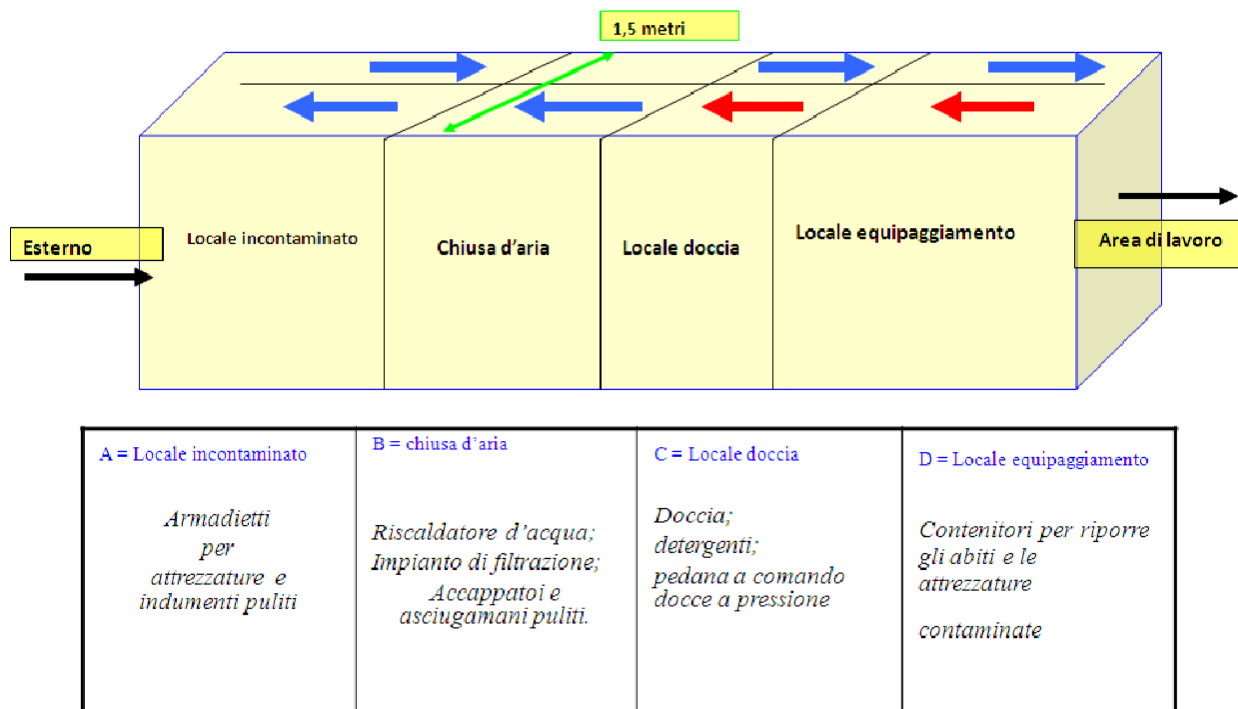 1,5 metri
Esterno
Locale incontaminato
Chiusa d'aria
Locale doccia
Locale equipaggiamento
Area di lavoro
A = Locale incontaminato
Armadietti
per
attrezzature e
indumenti puliti
B = chiusa d'aria
Riscaldatore d'acqua;
Impianto di filtrazione;
Accappatoi e
asciugamani puliti.
C = Locale doccia
Doccia;
detergenti;
pedana a comando
docce a pressione
D = Locale equipaggiamento
Contenitori per riporre
gli abiti e le
attrezzature
contaminate